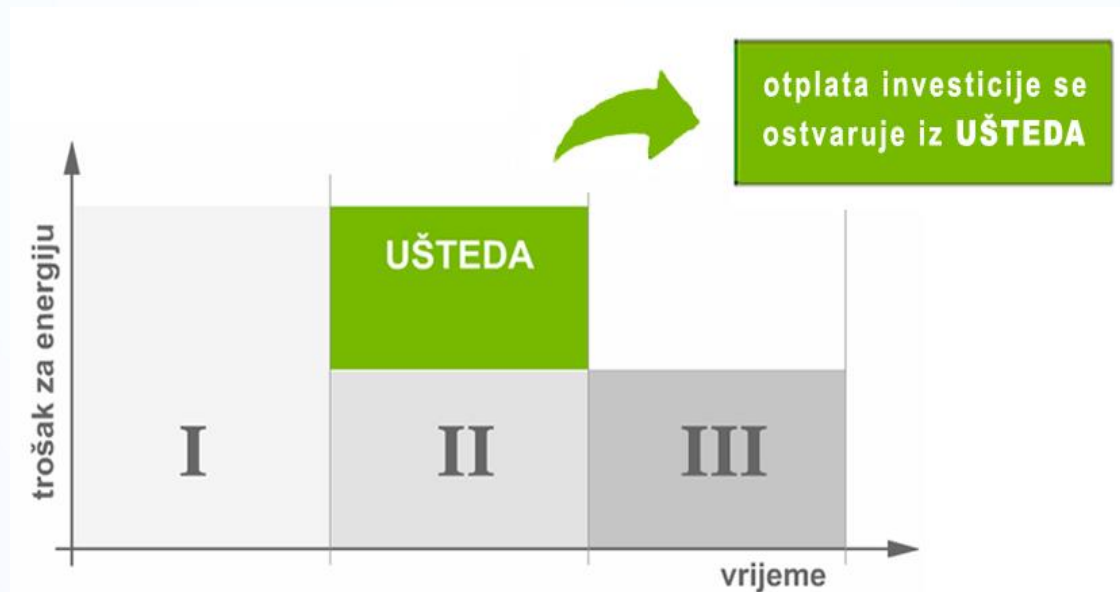 otplata investicije se
ostvaruje iz UŠTEDA
trošak za energiju
UŠTEDA
I
II
III
vrijeme